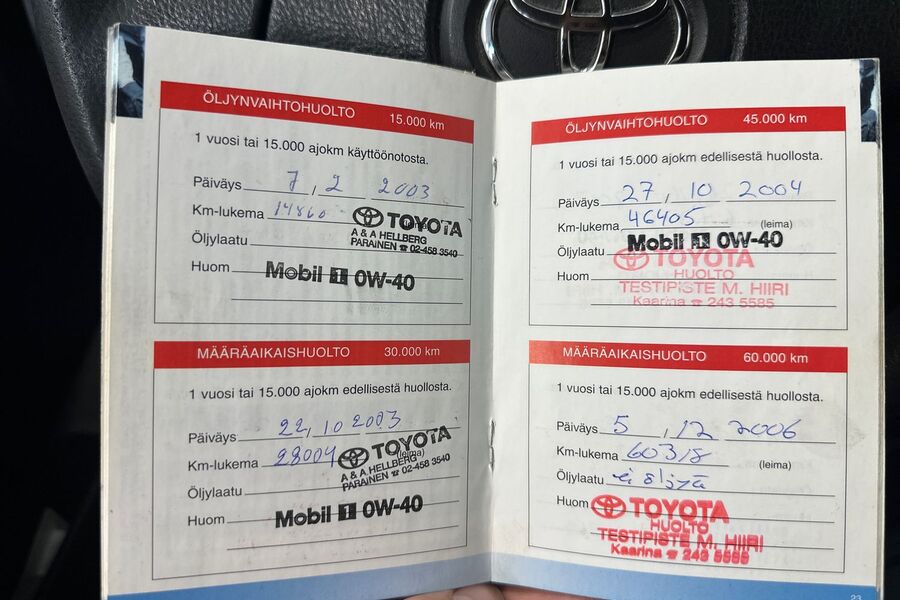 ÖLJYNVAIHTOHUOLTO 15.000 km
1 vuosi tai 15.000 ajokm käyttöönotosta.
Päiväys 7, 2 2003
Km-lukema 14860 (leima)
TOYOTA
A & A HELLBERG
PARAINEN ☎ 02-458 3540
Öljylaatu
Huom Mobil 1 0W-40
MÄÄRÄAIKAISHUOLTO 30.000 km
1 vuosi tai 15.000 ajokm edellisestä huollosta.
Päiväys 22, 10 2003
Km-lukema 28004 (leima)
TOYOTA
A & A HELLBERG
PARAINEN ☎ 02-458 3540
Öljylaatu
Huom Mobil 1 0W-40
ÖLJYNVAIHTOHUOLTO 45.000 km
1 vuosi tai 15.000 ajokm edellisestä huollosta.
Päiväys 27, 10 2004
Km-lukema 46405 (leima)
Öljylaatu Mobil 1 0W-40
TOYOTA
Huom HUOLTO
TESTIPISTE M. HIIRI
Kaarina ☎ 243 5585
MÄÄRÄAIKAISHUOLTO 60.000 km
1 vuosi tai 15.000 ajokm edellisestä huollosta.
Päiväys 5, 12 2006
Km-lukema 60318 (leima)
Öljylaatu ei öljyä
Huom TOYOTA
HUOLTO
TESTIPISTE M. HIIRI
Kaarina ☎ 243 5585
23